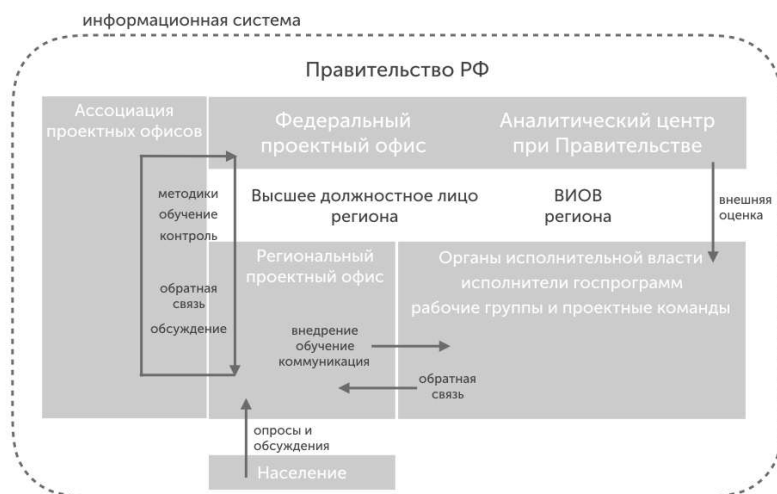 информационная система
Правительство РФ
Ассоциация
проектных офисов
Федеральный
проектный офис
Аналитический центр
при Правительстве
методики
обучение
контроль
обратная
связь
обсуждение
Высшее должностное лицо
региона
ВИОВ
региона
внешняя
оценка
Региональный
проектный офис
Органы исполнительной власти
исполнители госпрограмм
рабочие группы и проектные команды
внедрение
обучение
коммуникация
обратная
связь
опросы и
обсуждения
Население